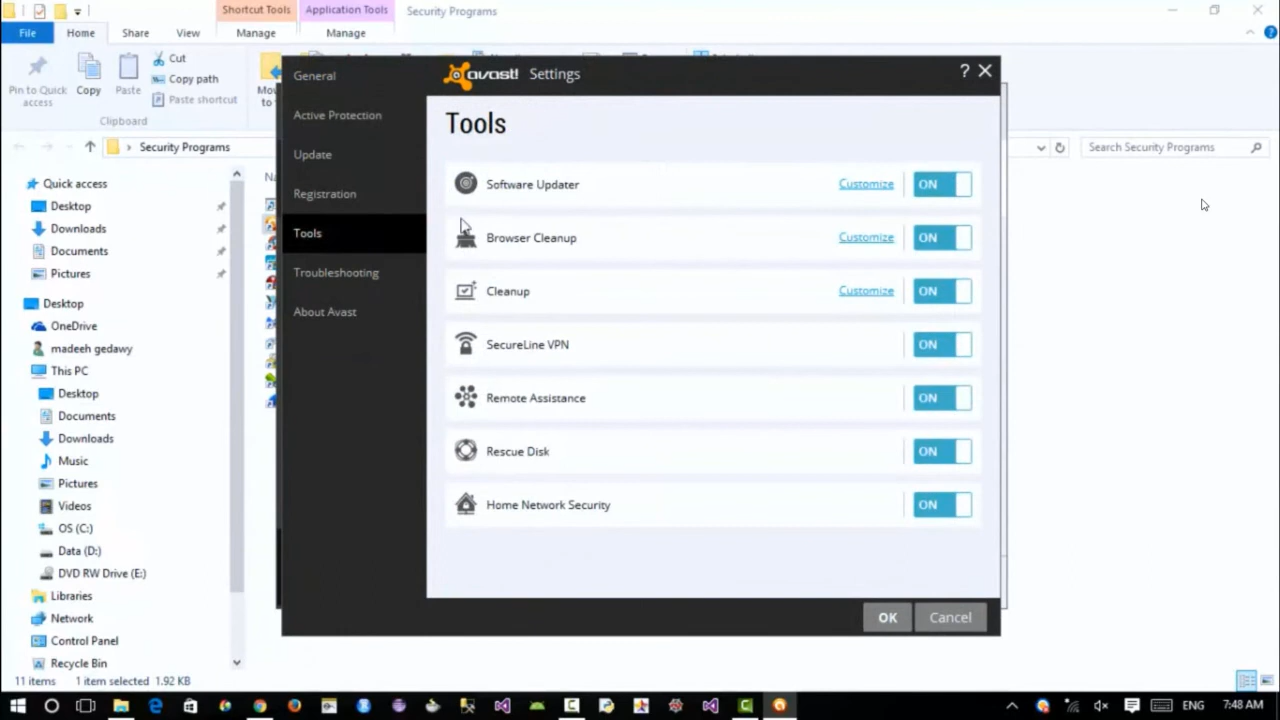 Shortcut Tools
Application Tools
Security Programs
File
Home
Share
View
Manage
Manage
Pin to Quick access
Copy
Paste
Cut
Copy path
Paste shortcut
Clipboard
Security Programs
Search Security Programs
Quick access
Desktop
Downloads
Documents
Pictures
Desktop
OneDrive
madeeh gedawy
This PC
Desktop
Documents
Downloads
Music
Pictures
Videos
OS (C:)
Data (D:)
DVD RW Drive (E:)
Libraries
Network
Control Panel
Recycle Bin
11 items
1 item selected 1.92 KB
General
Active Protection
Update
Registration
Tools
Troubleshooting
About Avast
avast! Settings
?
Tools
Software Updater Customize ON
Browser Cleanup Customize ON
Cleanup Customize ON
SecureLine VPN ON
Remote Assistance ON
Rescue Disk ON
Home Network Security ON
OK
Cancel
ENG
7:48 AM